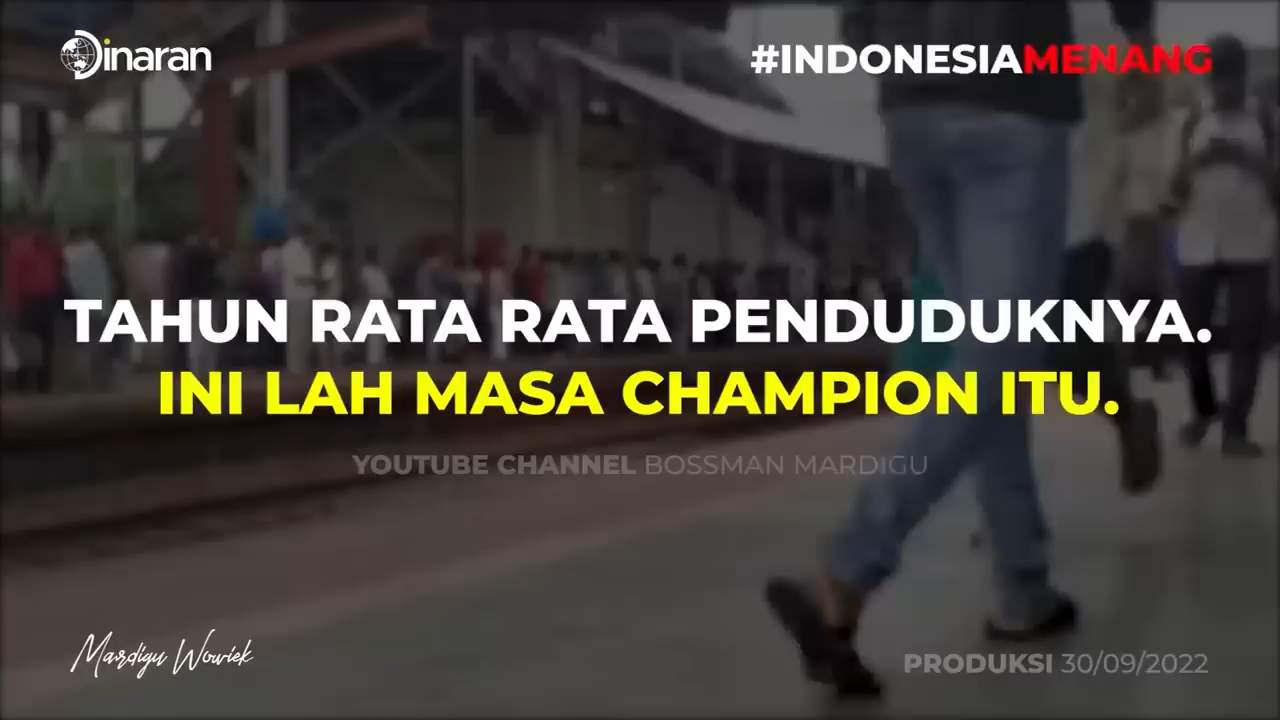 Dinaran
#INDONESIAMENANG
TAHUN RATA RATA PENDUDUKNYA.
INI LAH MASA CHAMPION ITU.
YOUTUBE CHANNEL BOSSMAN MARDIGU
Mardigu Wowiek
PRODUKSI 30/09/2022